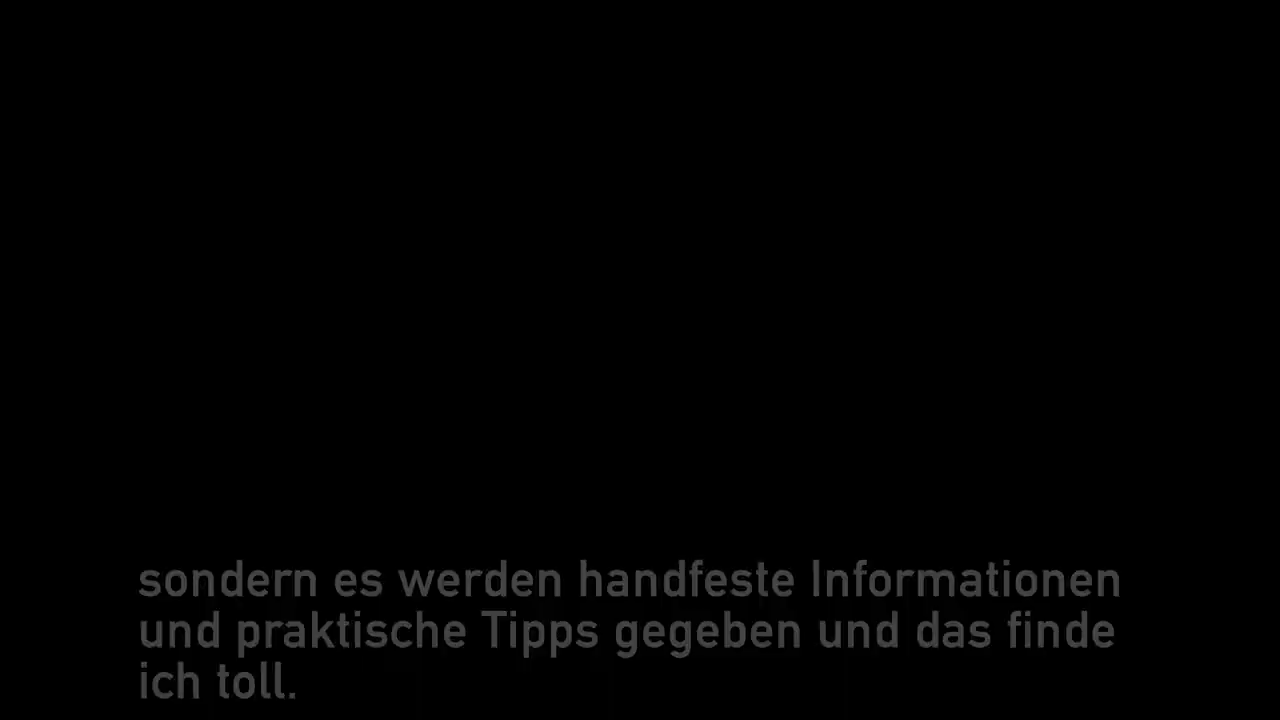 sondern es werden handfeste Informationen
und praktische Tipps gegeben und das finde
ich toll.